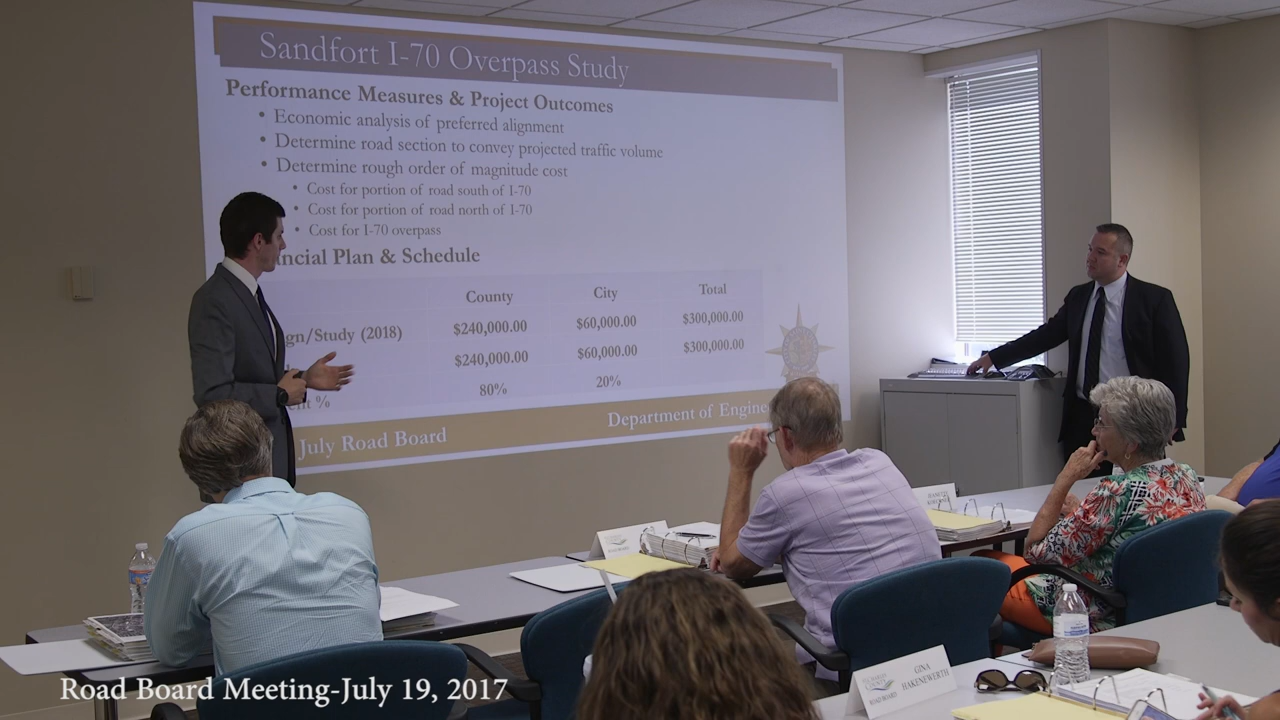 Sandfort I-70 Overpass Study
Performance Measures & Project Outcomes
• Economic analysis of preferred alignment
• Determine road section to convey projected traffic volume
• Determine rough order of magnitude cost
• Cost for portion of road south of I-70
• Cost for portion of road north of I-70
• Cost for I-70 overpass
ncial Plan & Schedule
County City Total
gn/Study (2018) $240,000.00 $60,000.00 $300,000.00
$240,000.00 $60,000.00 $300,000.00
% 80% 20%
July Road Board
Department of Enginee
GINA
HAKENEWERTH
ROAD BOARD
Road Board Meeting-July 19, 2017